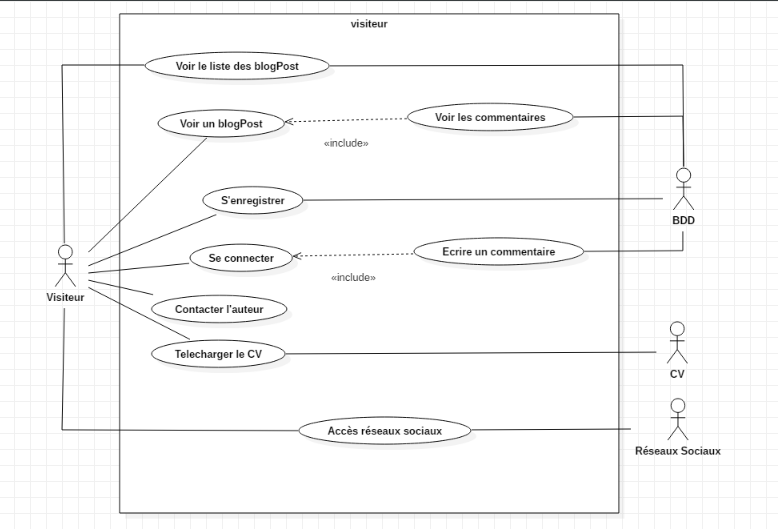 visiteur
Voir le liste des blogPost
Voir un blogPost
Voir les commentaires
«include»
S'enregistrer
BDD
Se connecter
Ecrire un commentaire
«include»
Visiteur
Contacter l'auteur
Telecharger le CV
CV
Accès réseaux sociaux
Réseaux Sociaux